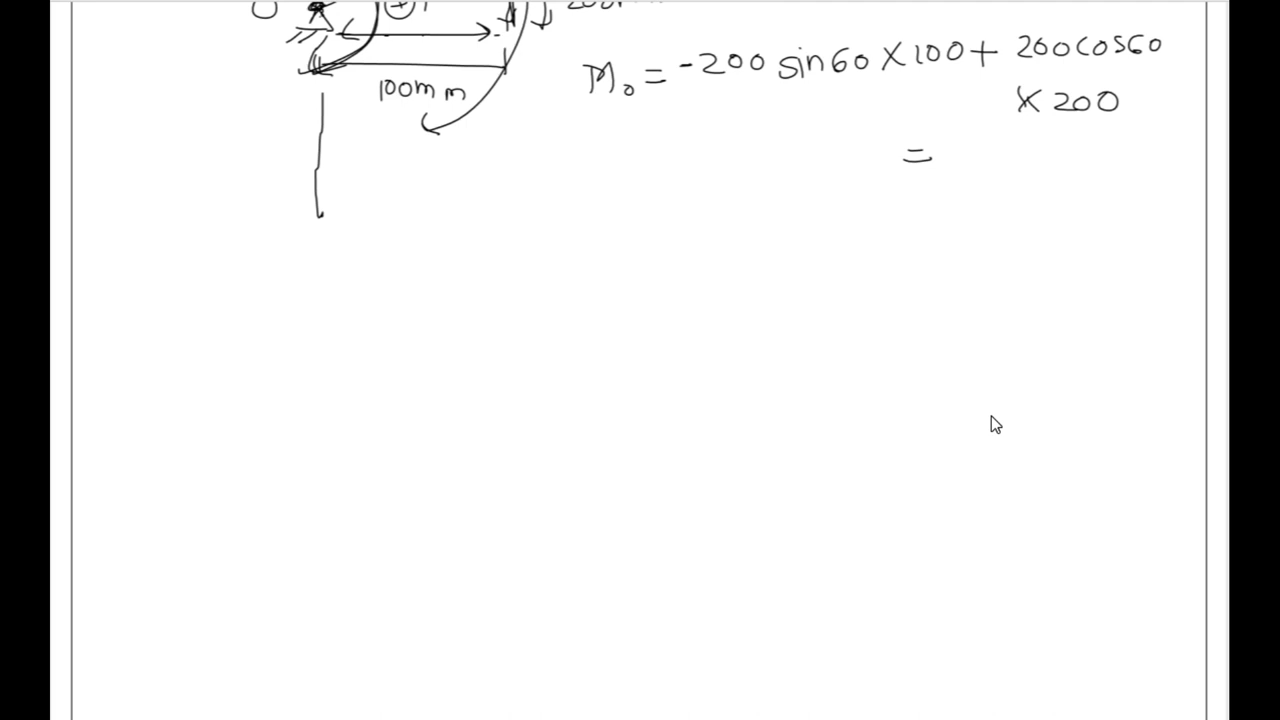 O
100mm
M₀ = -200 sin60 × 100 + 200cos60
× 200
=